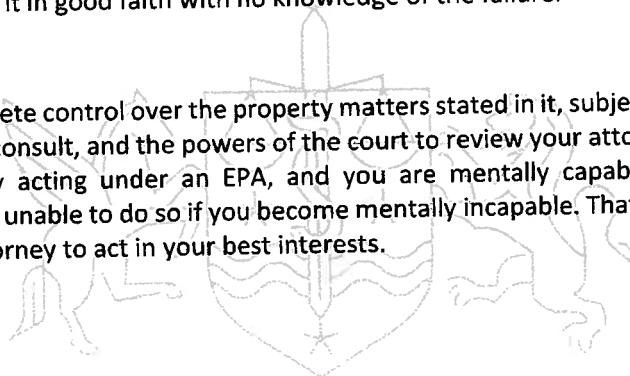 it in good faith with no knowledge of the failure.
ete control over the property matters stated in it, subje
onsult, and the powers of the court to review your atto
acting under an EPA, and you are mentally capab
unable to do so if you become mentally incapable. Tha
rney to act in your best interests.